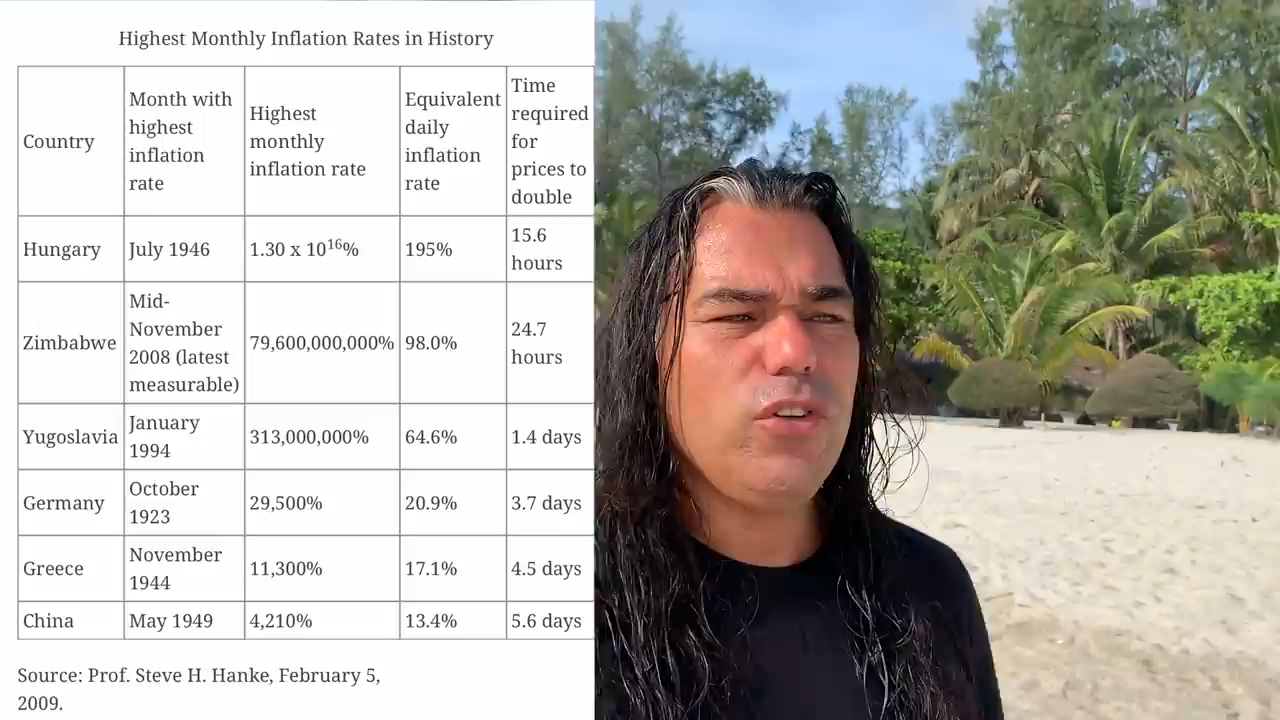 Highest Monthly Inflation Rates in History
Country
Month with
highest
inflation
rate
Highest
monthly
inflation rate
Equivalent
daily
inflation
rate
Time
required
for
prices to
double
Hungary
July 1946
1.30 x 10¹⁶%
195%
15.6
hours
Zimbabwe
Mid-
November
2008 (latest
measurable)
79,600,000,000%
98.0%
24.7
hours
Yugoslavia
January
1994
313,000,000%
64.6%
1.4 days
Germany
October
1923
29,500%
20.9%
3.7 days
Greece
November
1944
11,300%
17.1%
4.5 days
China
May 1949
4,210%
13.4%
5.6 days
Source: Prof. Steve H. Hanke, February 5,
2009.